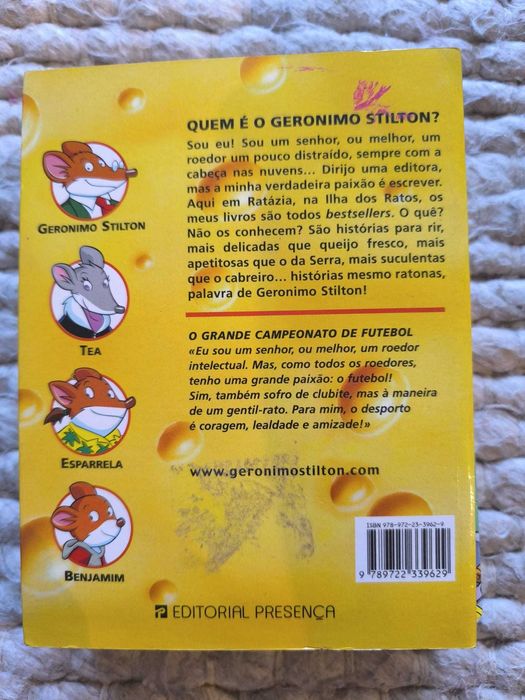 GERONIMO STILTON
TEA
ESPARRELA
BENJAMIM
QUEM É O GERONIMO STILTON?
Sou eu! Sou um senhor, ou melhor, um
roedor um pouco distraído, sempre com a
cabeça nas nuvens... Dirijo uma editora,
mas a minha verdadeira paixão é escrever.
Aqui em Ratázia, na Ilha dos Ratos, os
meus livros são todos bestsellers. O quê?
Não os conhecem? São histórias para rir,
mais delicadas que queijo fresco, mais
apetitosas que o da Serra, mais suculentas
que o cabreiro... histórias mesmo ratonas,
palavra de Geronimo Stilton!
O GRANDE CAMPEONATO DE FUTEBOL
«Eu sou um senhor, ou melhor, um roedor
intelectual. Mas, como todos os roedores,
tenho uma grande paixão: o futebol!
Sim, também sofro de clubite, mas à maneira
de um gentil-rato. Para mim, o desporto
é coragem, lealdade e amizade!»
www.geronimostilton.com
ISBN 978-972-23-3962-9
9 789722 339629
EDITORIAL PRESENÇA